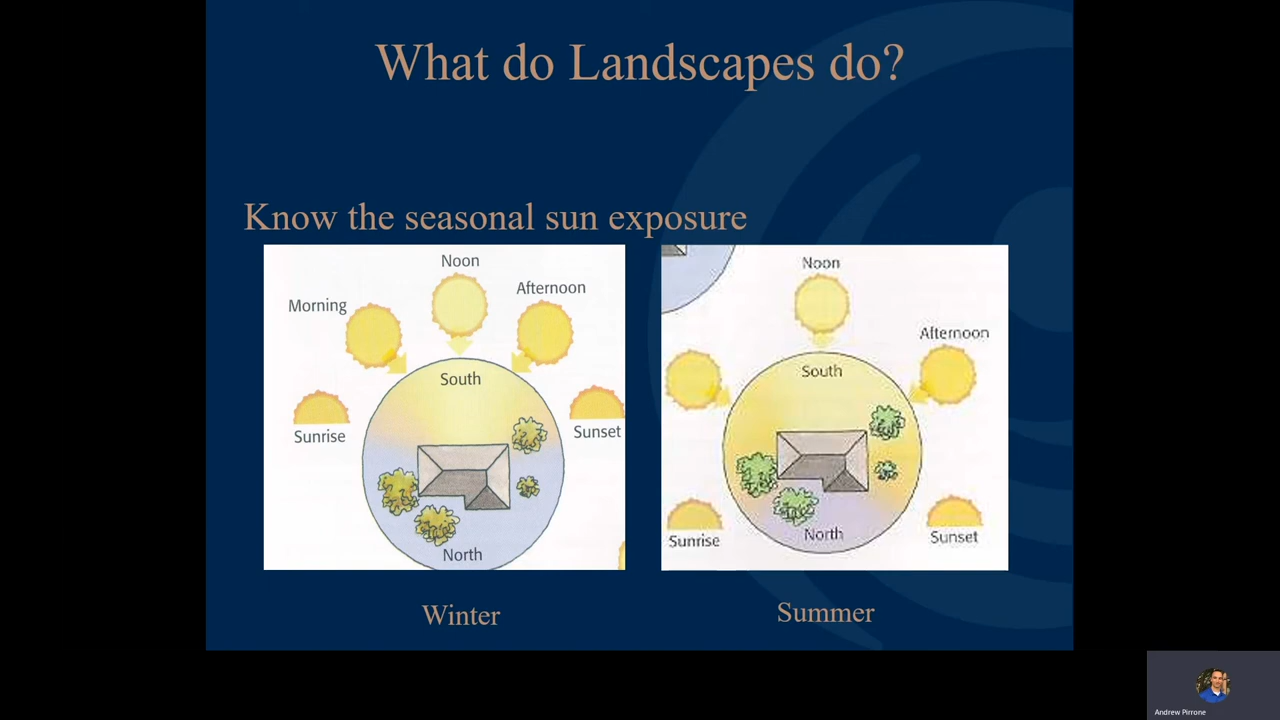 What do Landscapes do?
Know the seasonal sun exposure
Noon
Morning
Afternoon
South
Sunrise
Sunset
North
Winter
Noon
Afternoon
South
Sunrise
North
Sunset
Summer
Andrew Pirrone